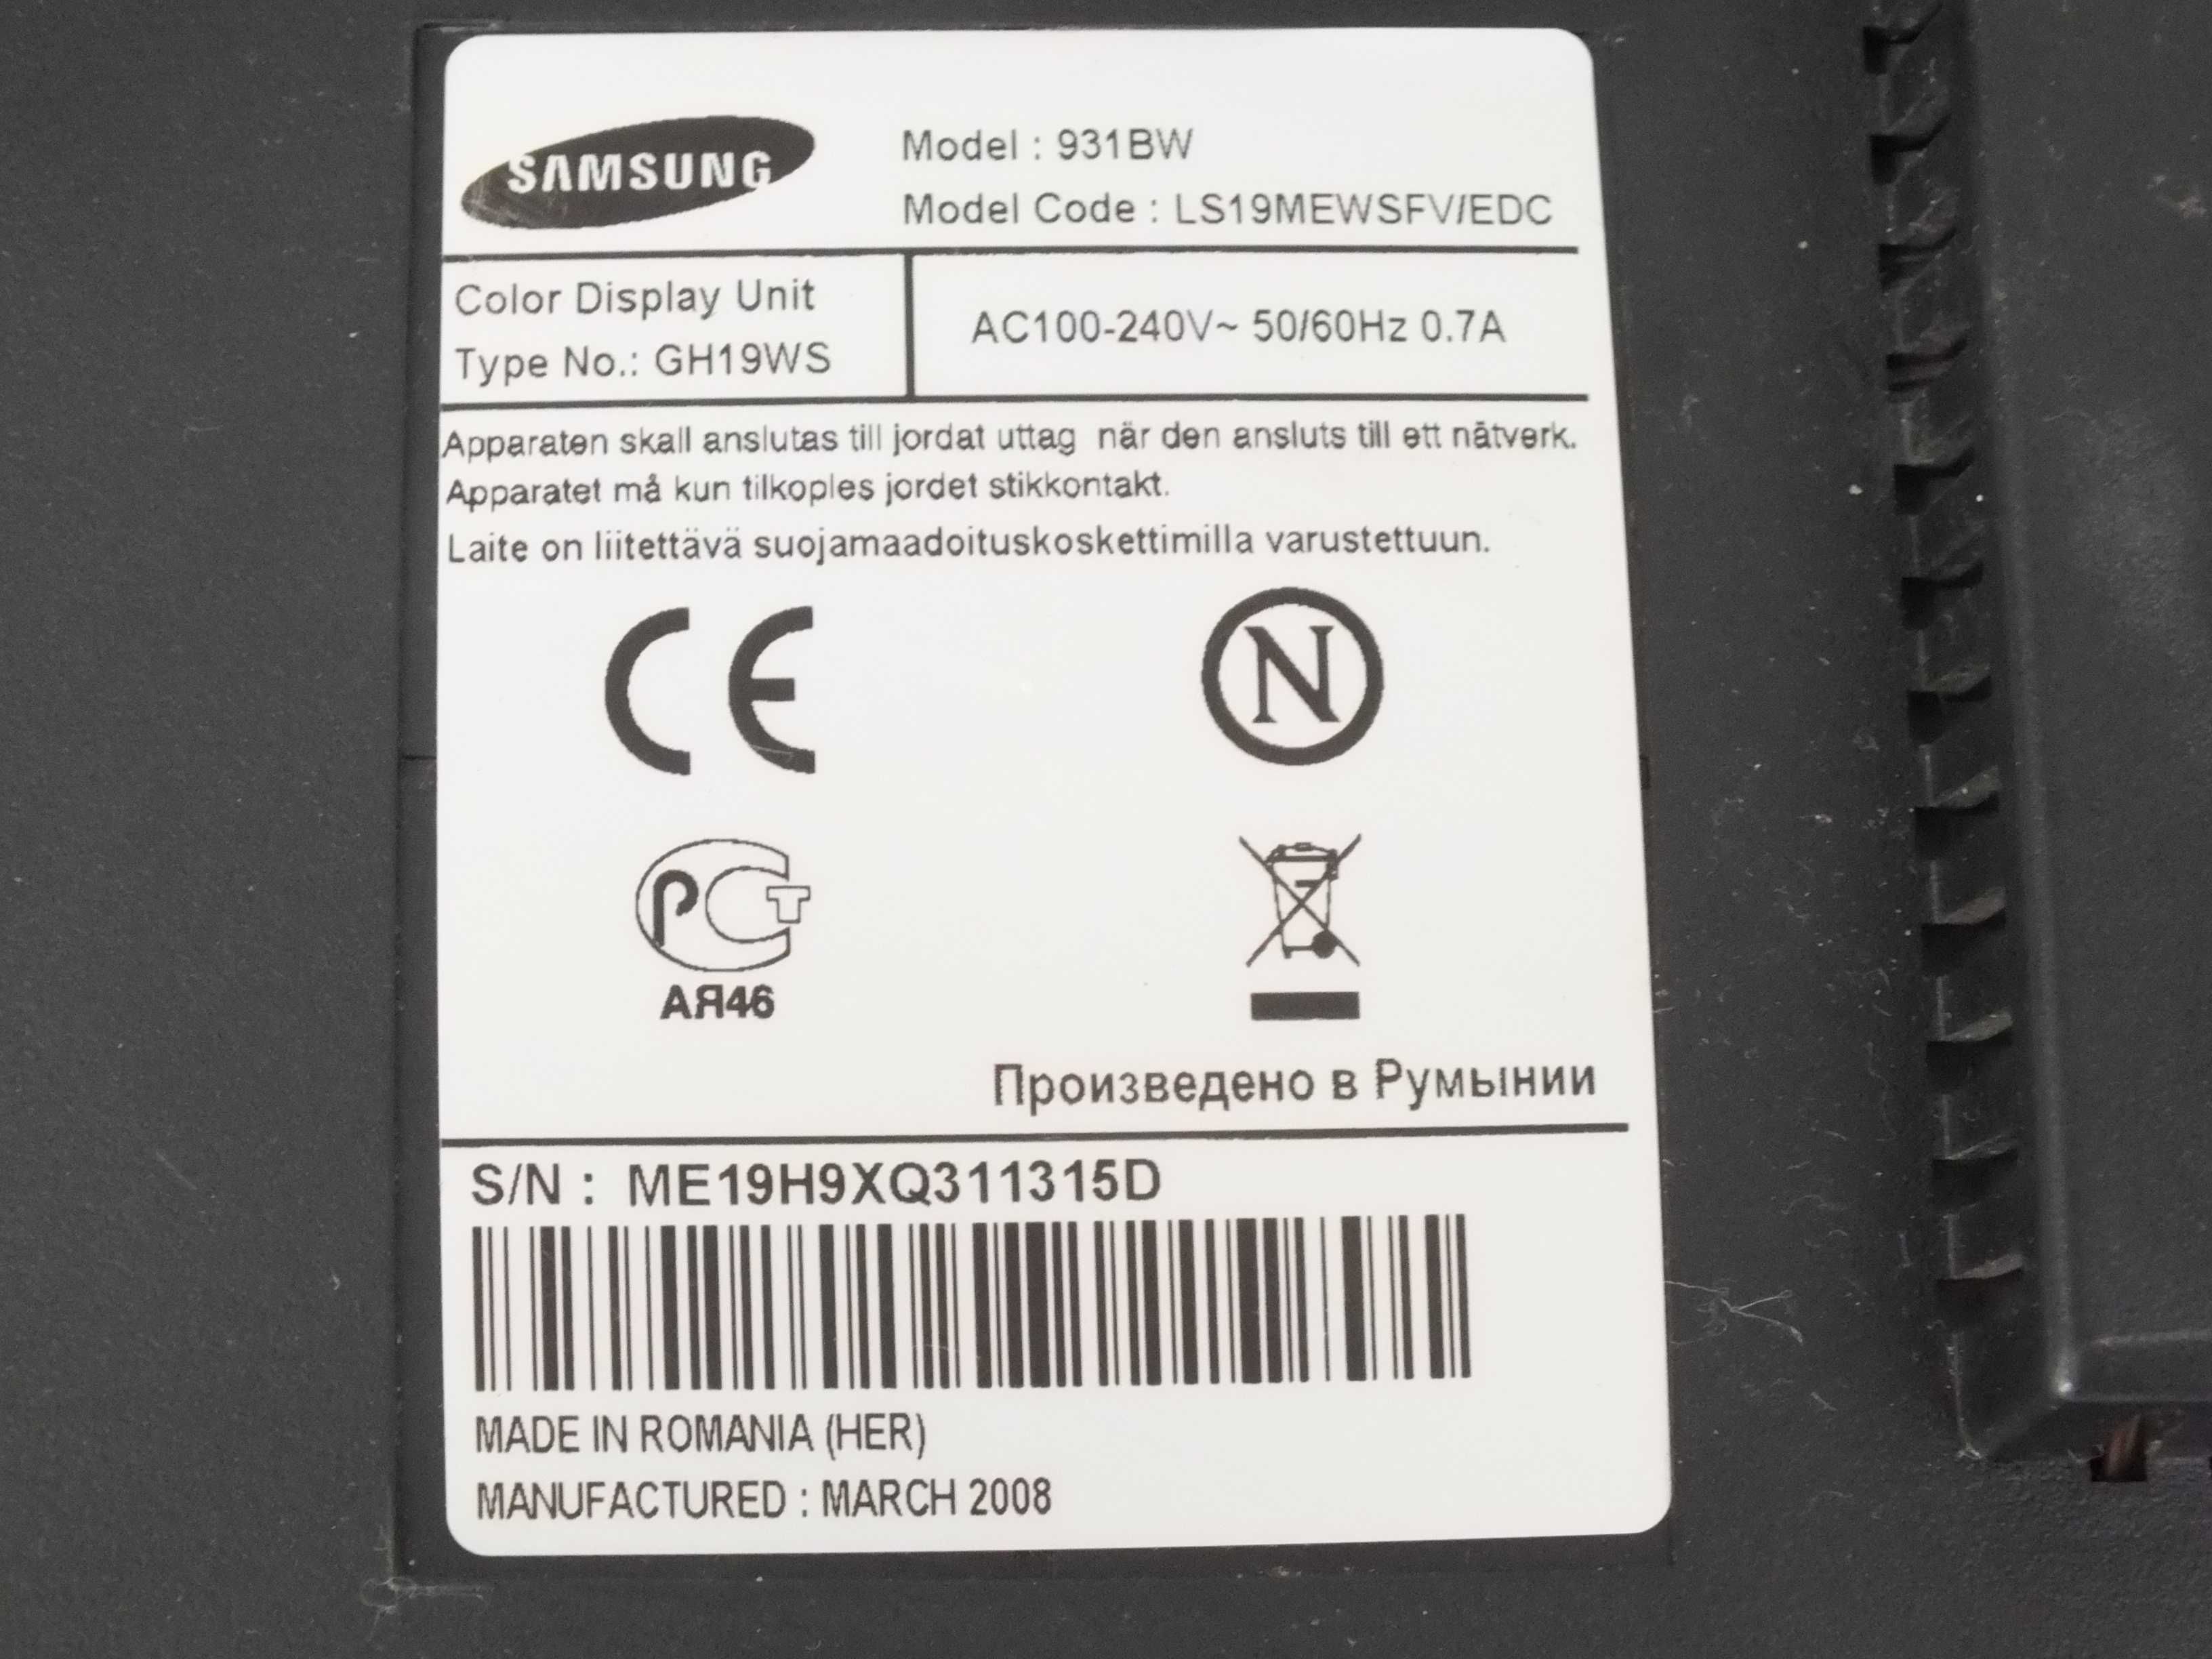 SAMSUNG
Model : 931BW
Model Code : LS19MEWSFV/EDC
Color Display Unit
Type No.: GH19WS
AC100-240V~ 50/60Hz 0.7A
Apparaten skall anslutas till jordat uttag när den ansluts till ett nätverk.
Apparatet må kun tilkoples jordet stikkontakt.
Laite on liitettävä suojamaadoituskoskettimilla varustettuun.
CE
N
PCT
АЯ46
Произведено в Румынии
S/N : ME19H9XQ311315D
MADE IN ROMANIA (HER)
MANUFACTURED : MARCH 2008